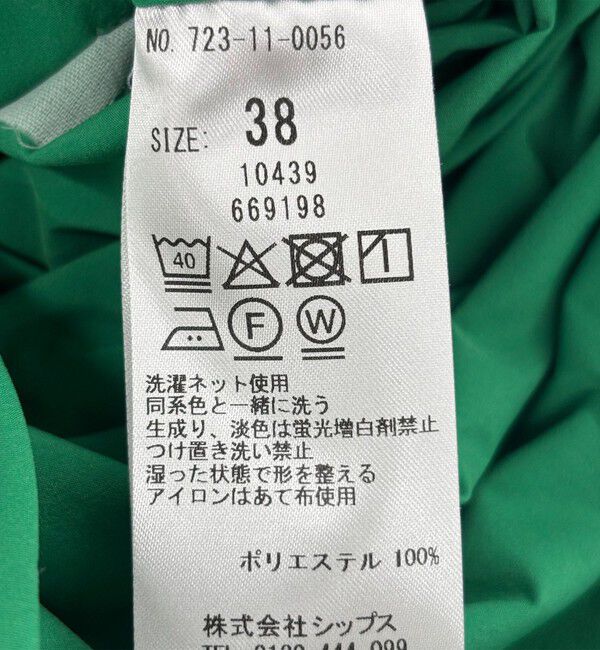 NO. 723-11-0056
SIZE: 38
10439
669198
40
F W
洗濯ネット使用
同系色と一緒に洗う
生成り、淡色は蛍光増白剤禁止
つけ置き洗い禁止
湿った状態で形を整える
アイロンはあて布使用
ポリエステル 100%
株式会社シップス